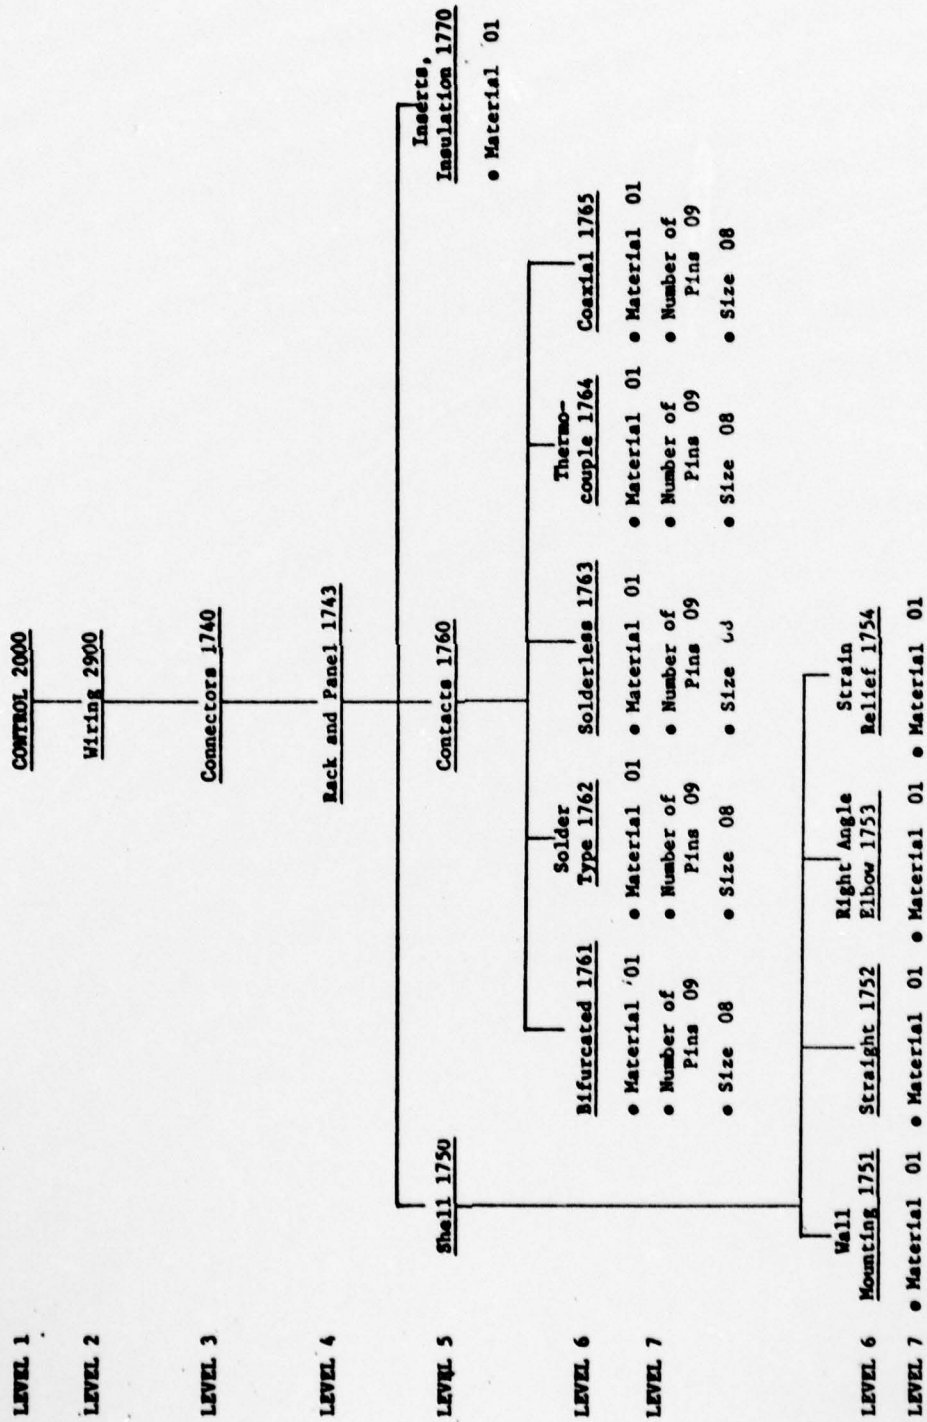 LEVEL 1 CONTROL 2000
LEVEL 2 Wiring 2900
LEVEL 3 Connectors 1740
LEVEL 4 Rack and Panel 1743
Inserts,
LEVEL 5 Shell 1750 Contacts 1760 Insulation 1770
• Material 01
Solder Thermo-
LEVEL 6 Bifurcated 1761 Type 1762 Solderless 1763 couple 1764 Coaxial 1765
• Material 01 • Material 01 • Material 01 • Material 01 • Material 01
LEVEL 7 • Number of • Number of • Number of • Number of • Number of
Pins 09 Pins 09 Pins 09 Pins 09 Pins 09
• Size 08 • Size 08 • Size • Size 08 • Size 08
Wall Right Angle Strain
LEVEL 6 Mounting 1751 Straight 1752 Elbow 1753 Relief 1754
LEVEL 7 • Material 01 • Material 01 • Material 01 • Material 01